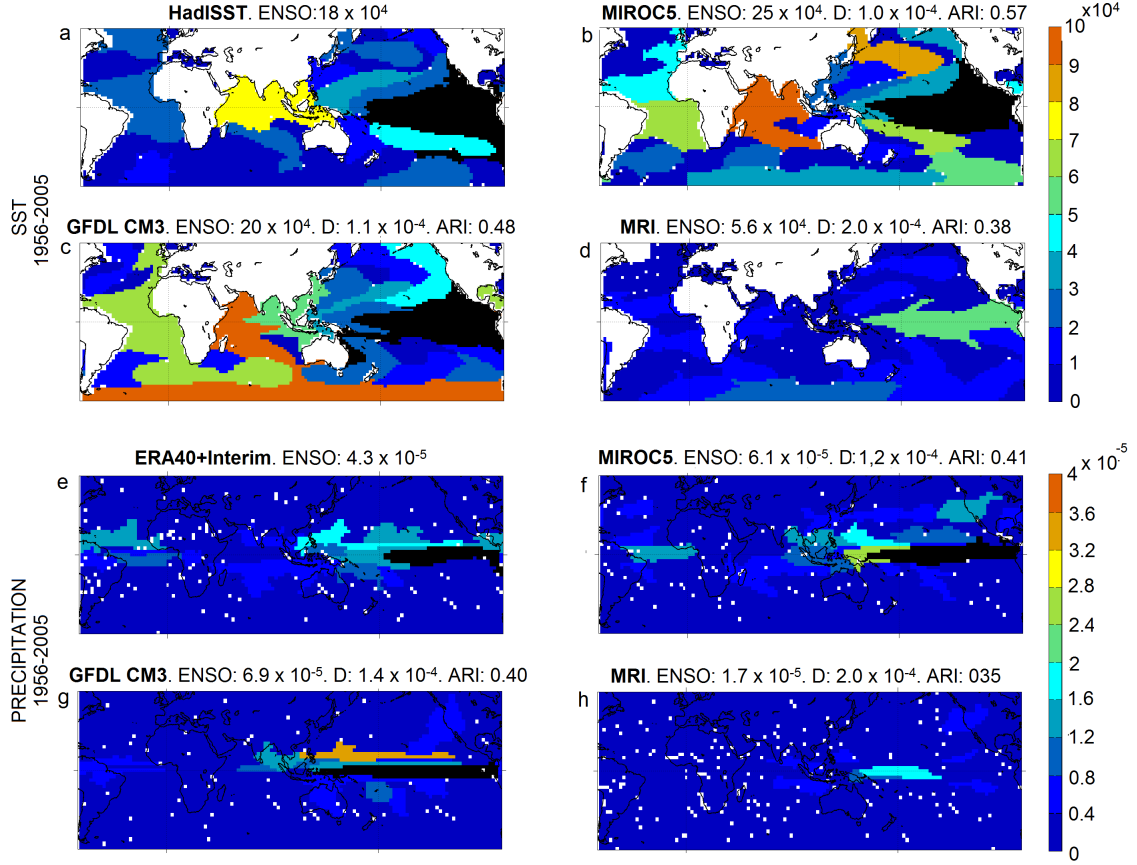 HadISST. ENSO:18 x 10⁴
MIROC5. ENSO: 25 x 10⁴. D: 1.0 x 10⁻⁴. ARI: 0.57
a
b
x10⁴
10
9
8
7
6
5
4
3
2
1
0
SST
1956-2005
GFDL CM3. ENSO: 20 x 10⁴. D: 1.1 x 10⁻⁴. ARI: 0.48
MRI. ENSO: 5.6 x 10⁴. D: 2.0 x 10⁻⁴. ARI: 0.38
c
d
ERA40+Interim. ENSO: 4.3 x 10⁻⁵
MIROC5. ENSO: 6.1 x 10⁻⁵. D:1,2 x 10⁻⁴. ARI: 0.41
e
f
x 10⁻⁵
4
3.6
3.2
2.8
2.4
2
1.6
1.2
0.8
0.4
0
PRECIPITATION
1956-2005
GFDL CM3. ENSO: 6.9 x 10⁻⁵. D: 1.4 x 10⁻⁴. ARI: 0.40
MRI. ENSO: 1.7 x 10⁻⁵. D: 2.0 x 10⁻⁴. ARI: 035
g
h